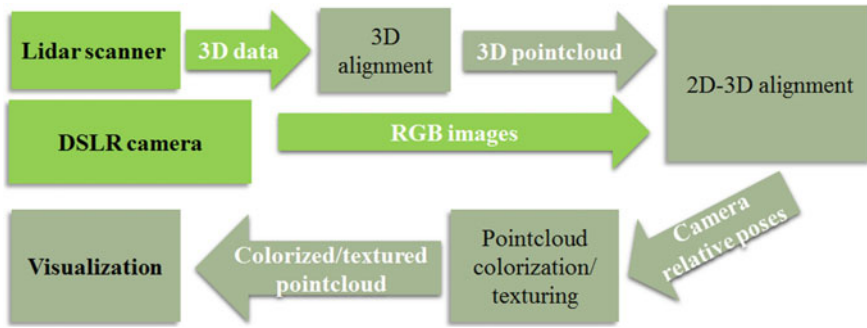 Lidar scanner
3D data
3D
alignment
3D pointcloud
2D-3D alignment
DSLR camera
RGB images
Camera
relative poses
Pointcloud
colorization/
texturing
Colorized/textured
pointcloud
Visualization